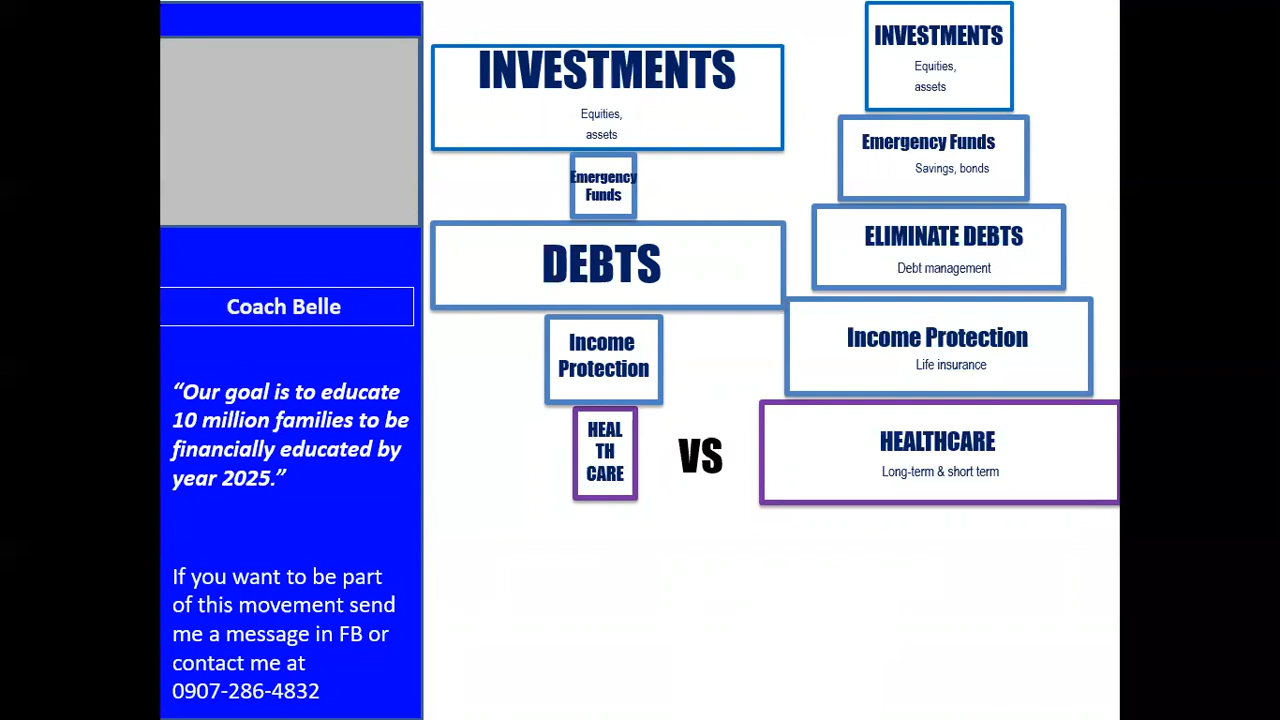 Coach Belle
“Our goal is to educate
10 million families to be
financially educated by
year 2025.”
If you want to be part
of this movement send
me a message in FB or
contact me at
0907-286-4832
INVESTMENTS
Equities,
assets
Emergency
Funds
DEBTS
Income
Protection
HEAL
TH
CARE
VS
INVESTMENTS
Equities,
assets
Emergency Funds
Savings, bonds
ELIMINATE DEBTS
Debt management
Income Protection
Life insurance
HEALTHCARE
Long-term & short term